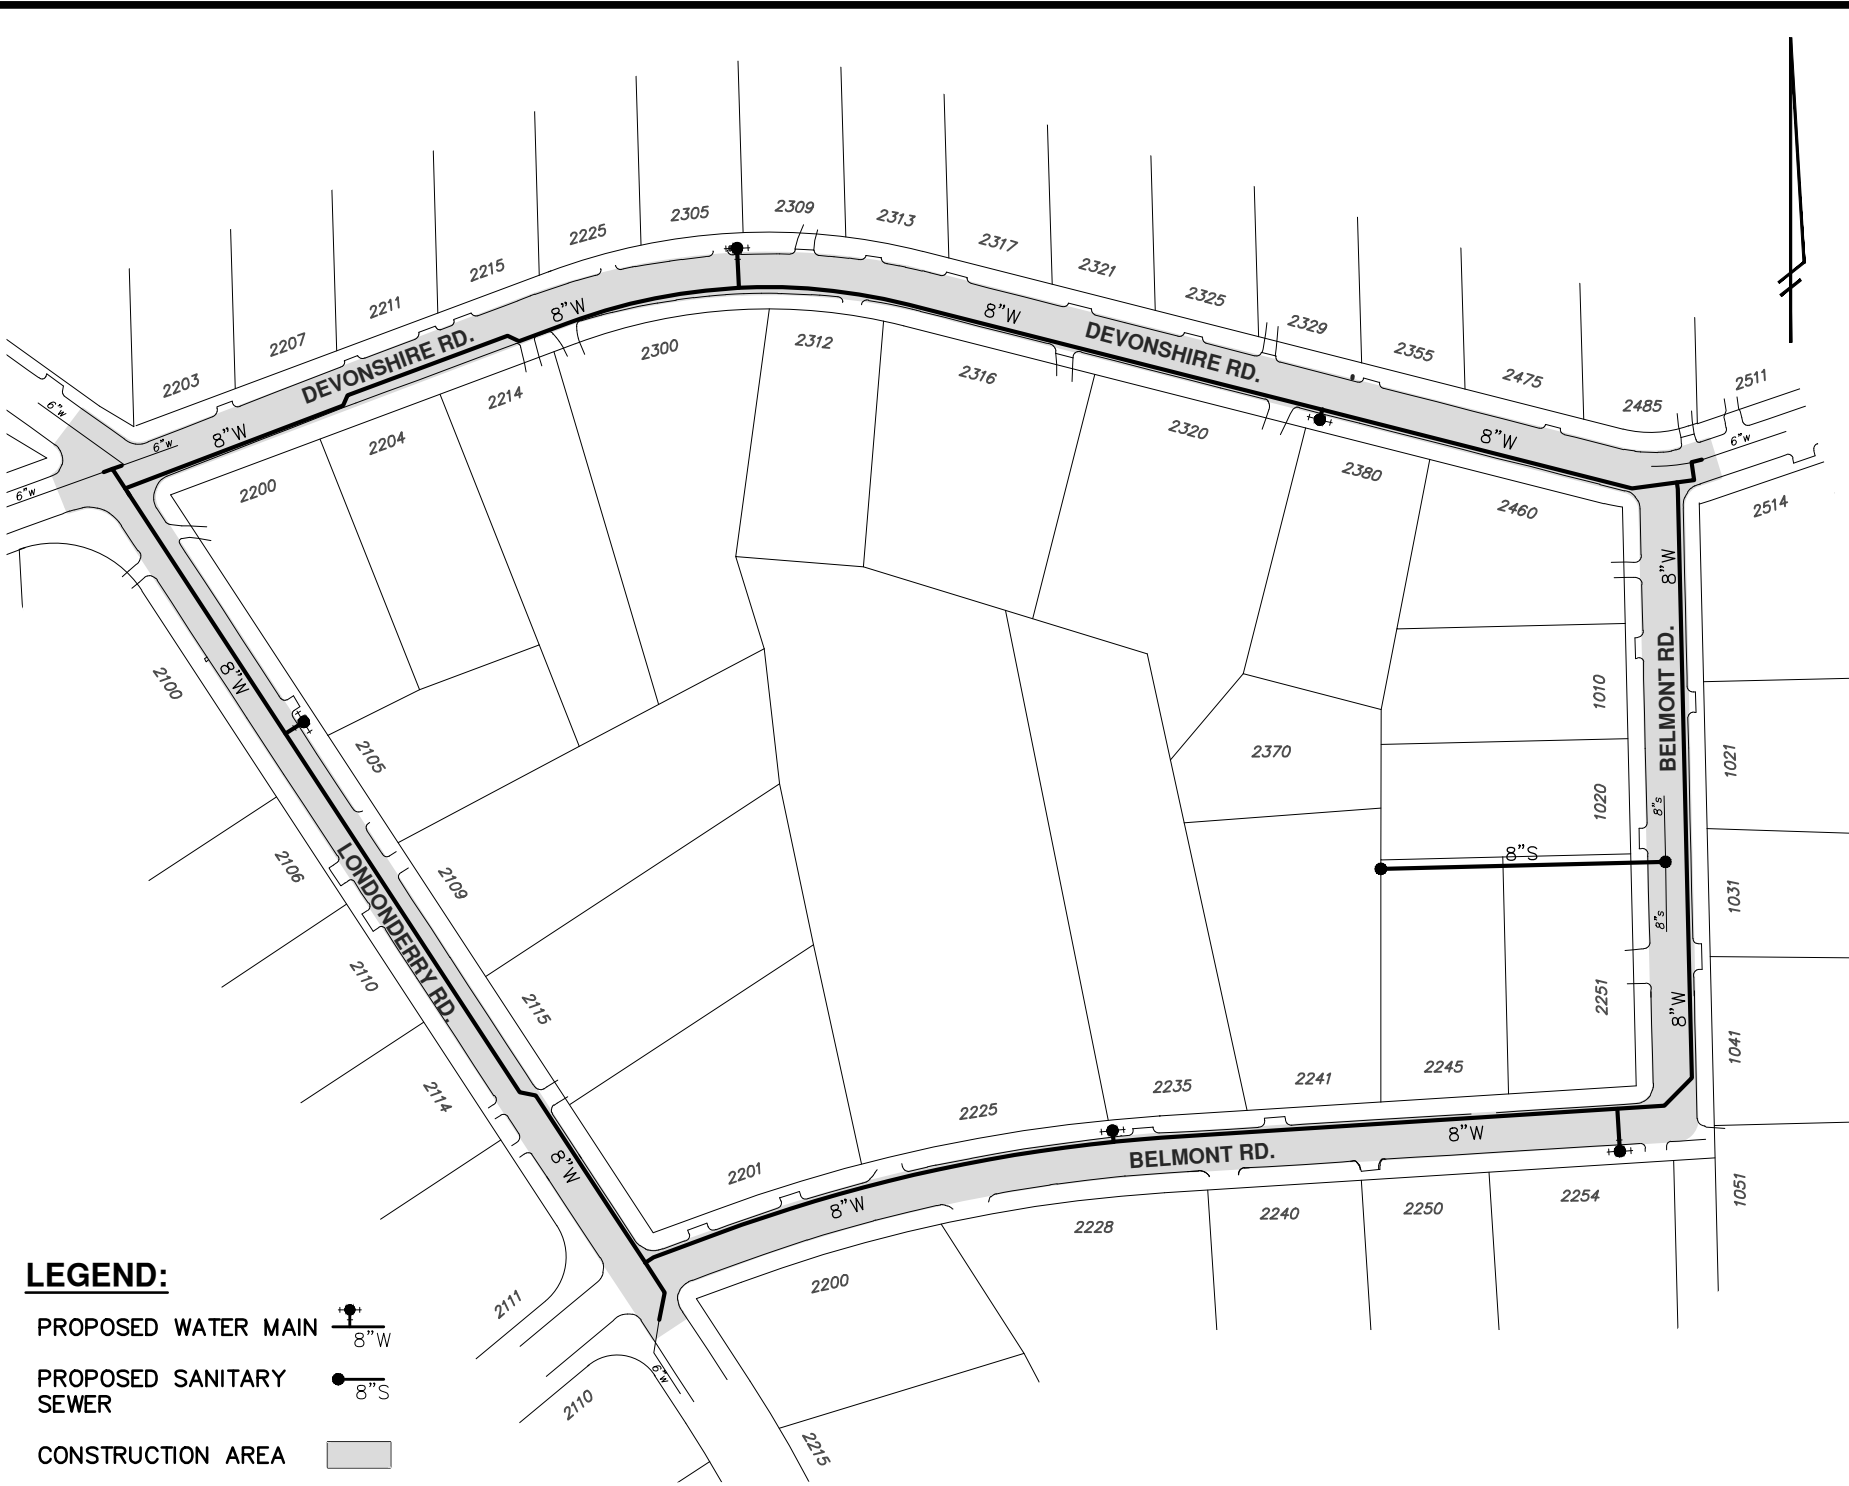 2305
2309
2313
2225
2317
2215
2321
2211
2325
2207
2329
2203
2355
2475
2511
2485
8"W
8"W
DEVONSHIRE RD.
DEVONSHIRE RD.
2300
2312
2316
2214
2204
2320
2380
2460
2200
2514
6"w
6"w
6"w
6"w
8"W
8"W
8"W
8"W
2100
2105
2106
2109
2110
2115
2114
LONDONDERRY RD.
8"W
1010
1020
2370
BELMONT RD.
1021
8"s
8"S
8"s
1031
2251
8"W
1041
2245
2241
2235
2225
2201
8"W
BELMONT RD.
8"W
2254
1051
2250
2240
2228
2200
2111
2110
6"w
2215
LEGEND:
PROPOSED WATER MAIN
8"W
PROPOSED SANITARY
SEWER
8"S
CONSTRUCTION AREA